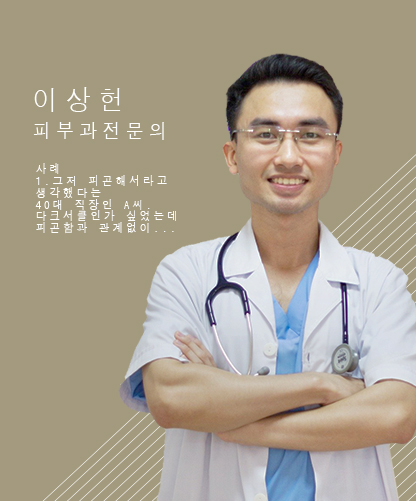 이상헌
피부과전문의
사례
1.그저 피곤해서라고
생각했다는
40대 직장인 A씨.
다크서클인가 싶었는데
피곤함과 관계없이...